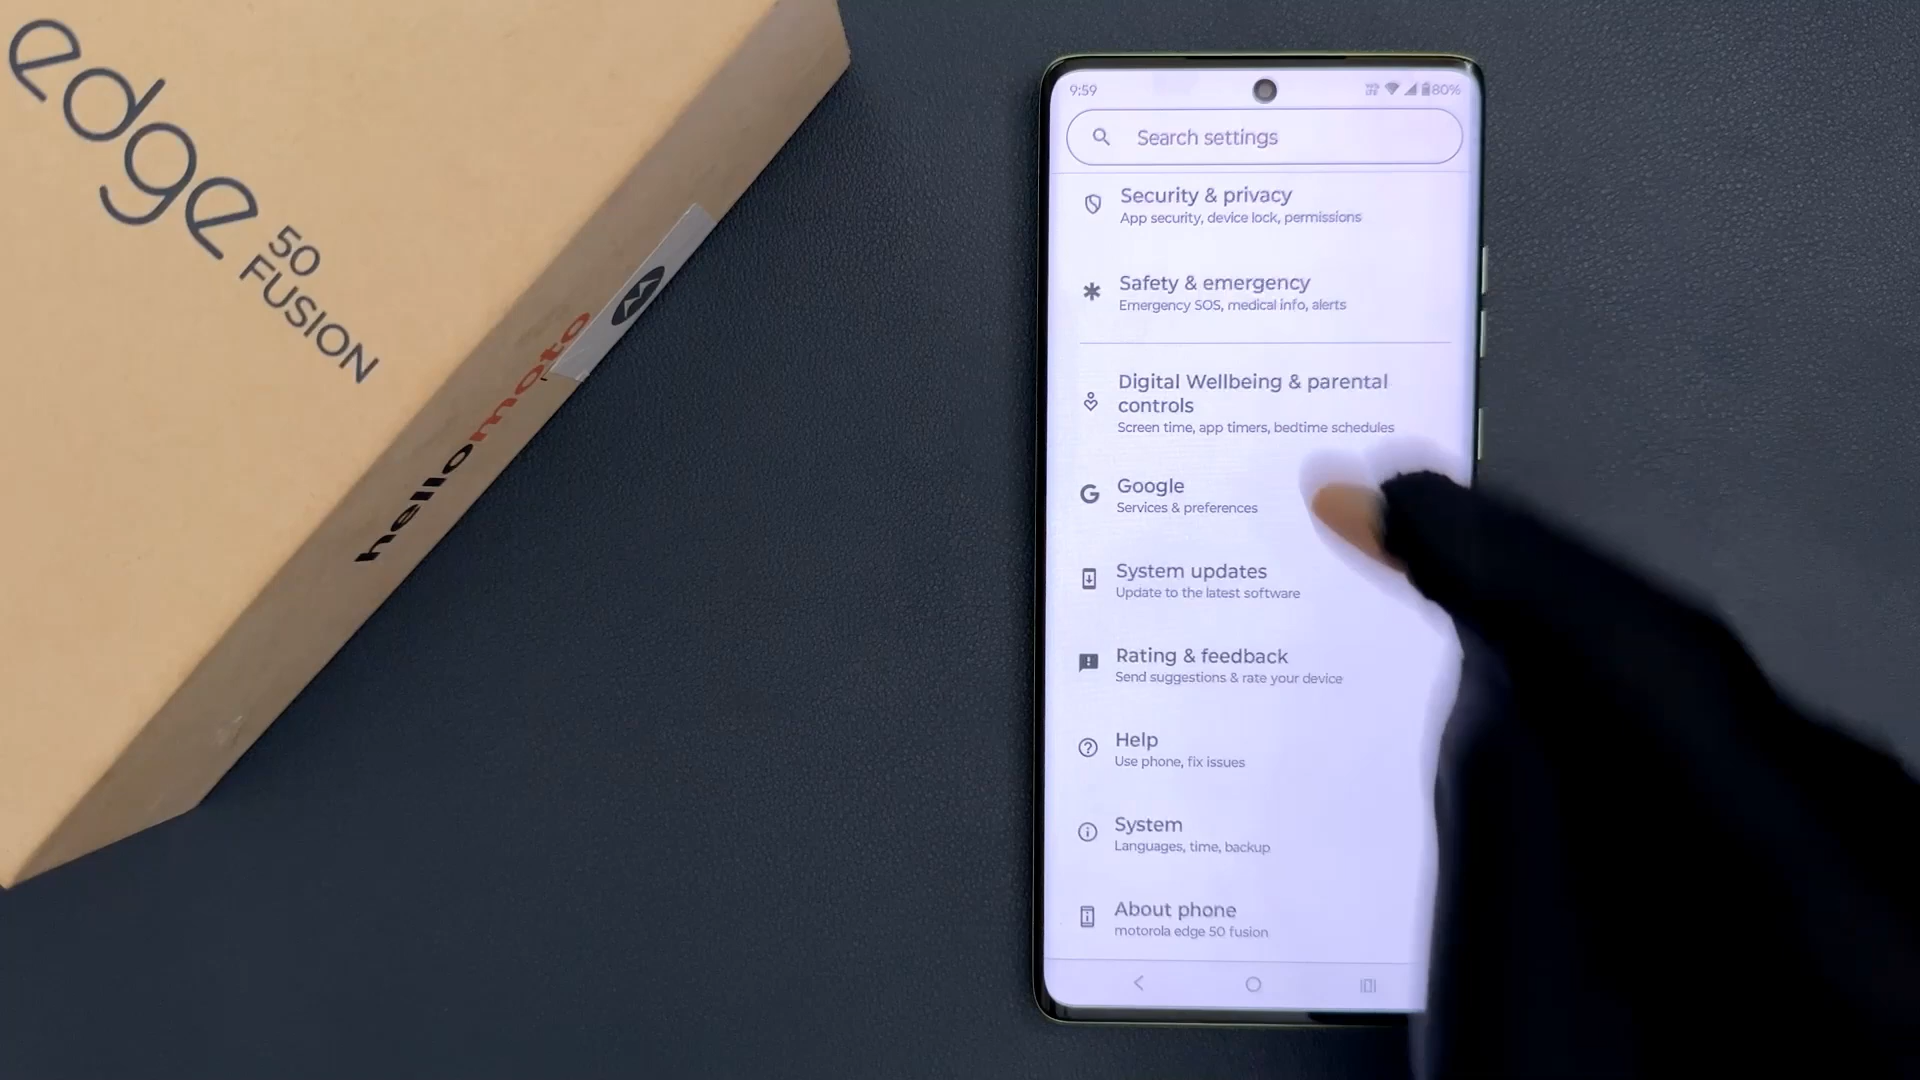 edge
50
FUSION
hellomoto
9:59
80%
Search settings
Security & privacy
App security, device lock, permissions
Safety & emergency
Emergency SOS, medical info, alerts
Digital Wellbeing & parental
controls
Screen time, app timers, bedtime schedules
Google
Services & preferences
System updates
Update to the latest software
Rating & feedback
Send suggestions & rate your device
Help
Use phone, fix issues
System
Languages, time, backup
About phone
motorola edge 50 fusion